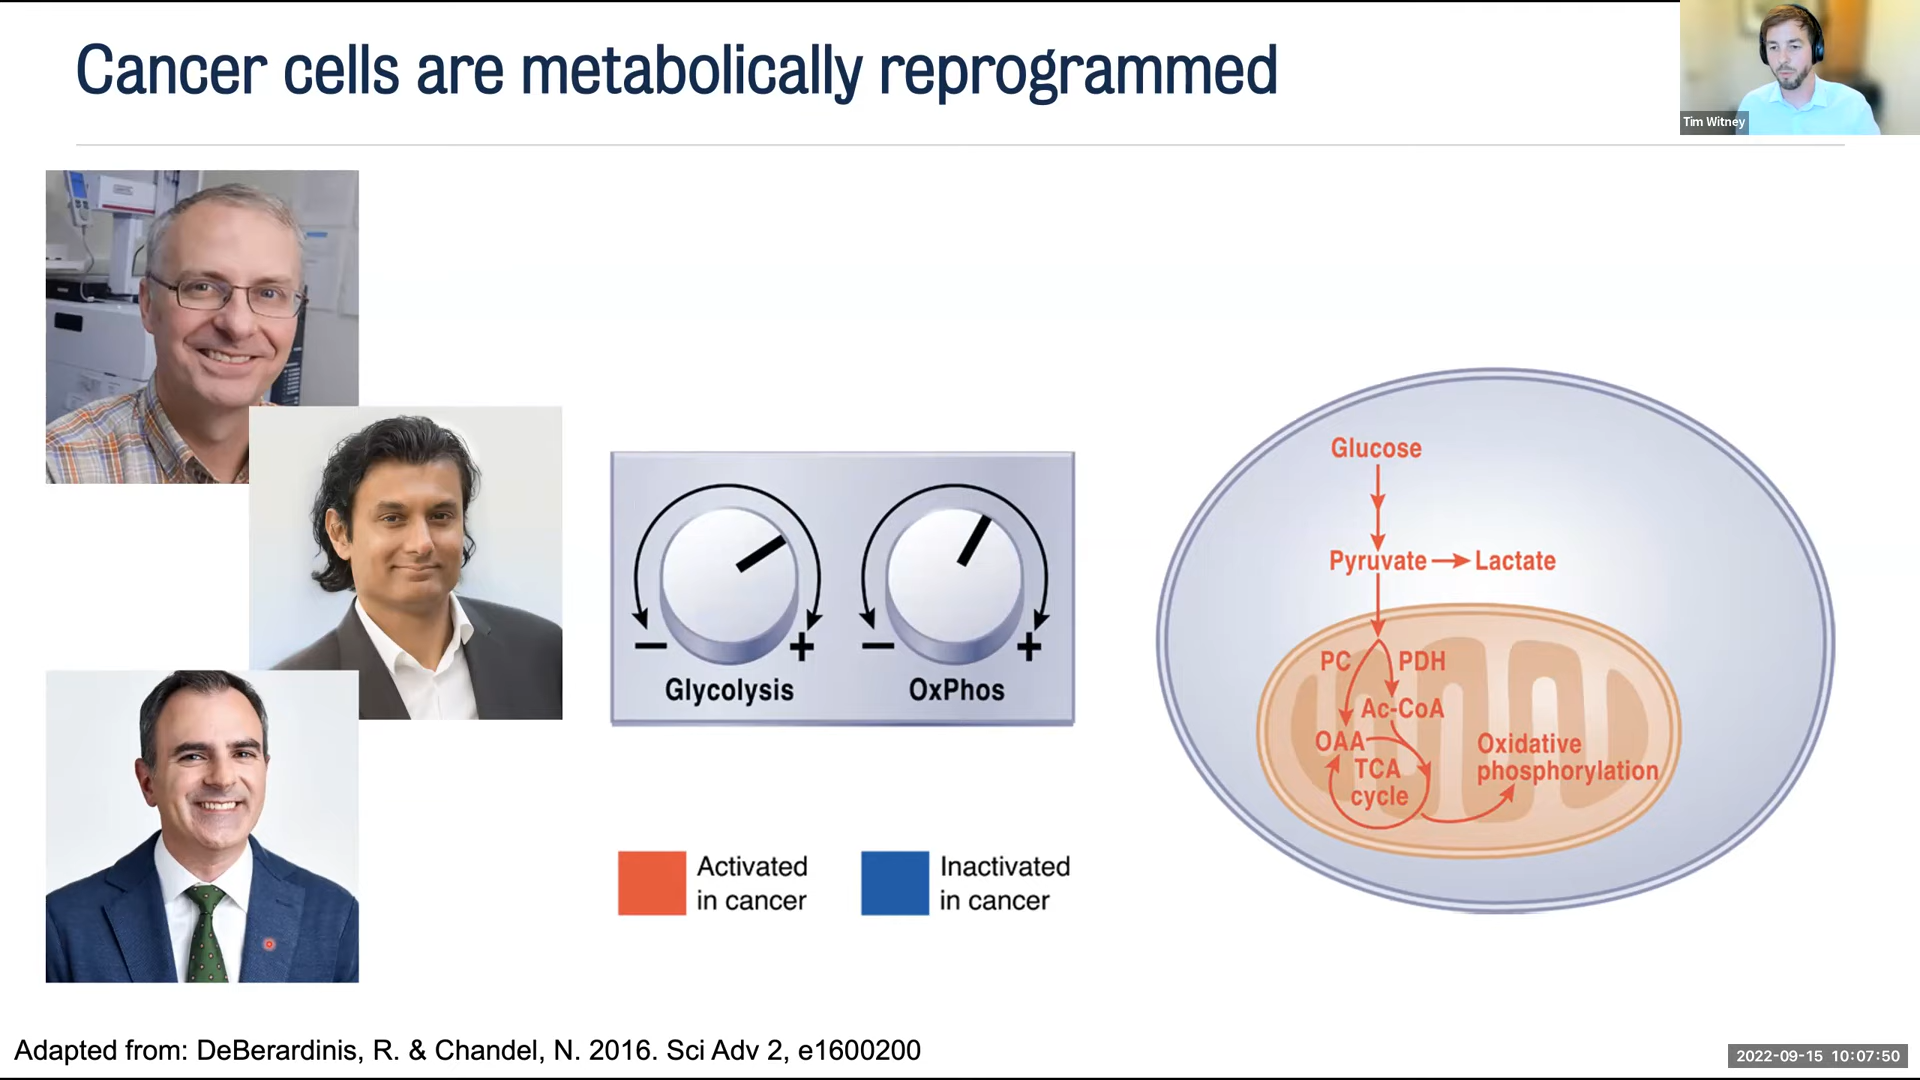 Cancer cells are metabolically reprogrammed
Tim Witney
Glycolysis
OxPhos
Activated
in cancer
Inactivated
in cancer
Glucose
Pyruvate
Lactate
PC
PDH
Ac-CoA
OAA
TCA
cycle
Oxidative
phosphorylation
Adapted from: DeBerardinis, R. & Chandel, N. 2016. Sci Adv 2, e1600200
2022-09-15 10:07:50